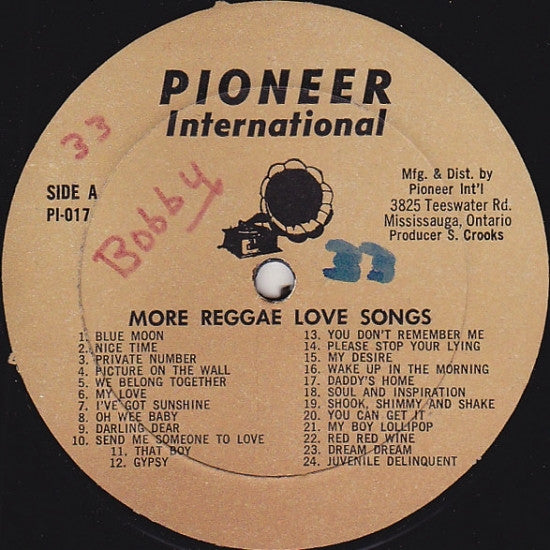 PIONEER
International
33
SIDE A
PI-017
Bobby
Mfg. & Dist. by
Pioneer Int'l
3825 Teeswater Rd.
Mississauga, Ontario
Producer S. Crooks
33
MORE REGGAE LOVE SONGS
1. BLUE MOON
2. NICE TIME
3. PRIVATE NUMBER
4. PICTURE ON THE WALL
5. WE BELONG TOGETHER
6. MY LOVE
7. I'VE GOT SUNSHINE
8. OH WEE BABY
9. DARLING DEAR
10. SEND ME SOMEONE TO LOVE
11. THAT BOY
12. GYPSY
13. YOU DON'T REMEMBER ME
14. PLEASE STOP YOUR LYING
15. MY DESIRE
16. WAKE UP IN THE MORNING
17. DADDY'S HOME
18. SOUL AND INSPIRATION
19. SHOOK, SHIMMY AND SHAKE
20. YOU CAN GET IT
21. MY BOY LOLLIPOP
22. RED RED WINE
23. DREAM DREAM
24. JUVENILE DELINQUENT